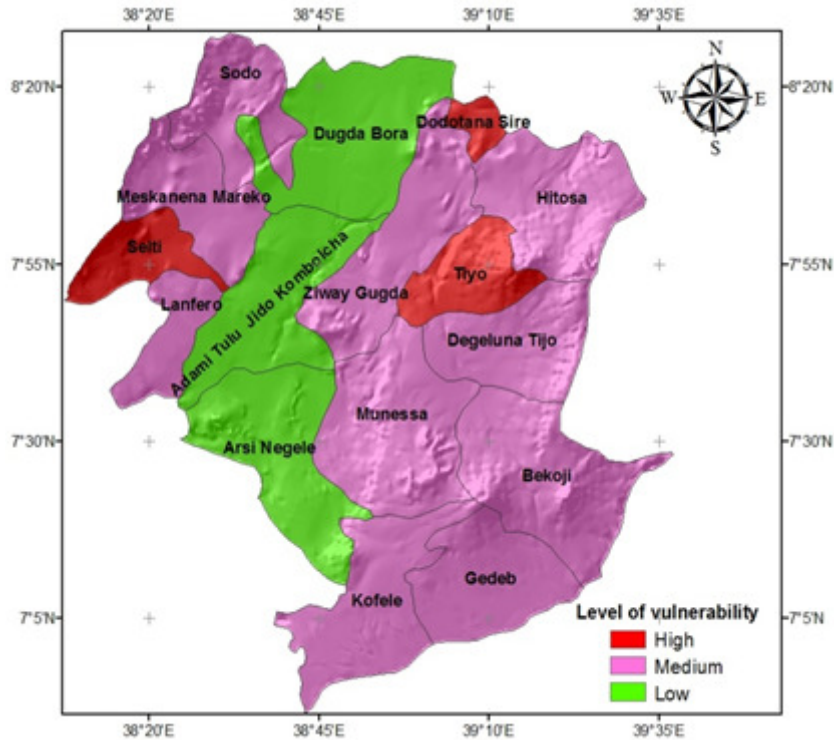 38°20'E 38°45'E 39°10'E 39°35'E
N
W E
S
8°20'N 8°20'N
Sodo
Dugda Bora
Dodotana Sire
Meskanena Mareko
Hitosa
Selti
7°55'N 7°55'N
Tiyo
Ziway Gugda
Lanfero
Adami Tulu Jido Kombolcha
Degeluna Tijo
Munessa
7°30'N 7°30'N
Arsi Negele
Bekoji
Gedeb
Kofele
7°5'N 7°5'N
Level of vulnerability
High
Medium
Low
38°20'E 38°45'E 39°10'E 39°35'E